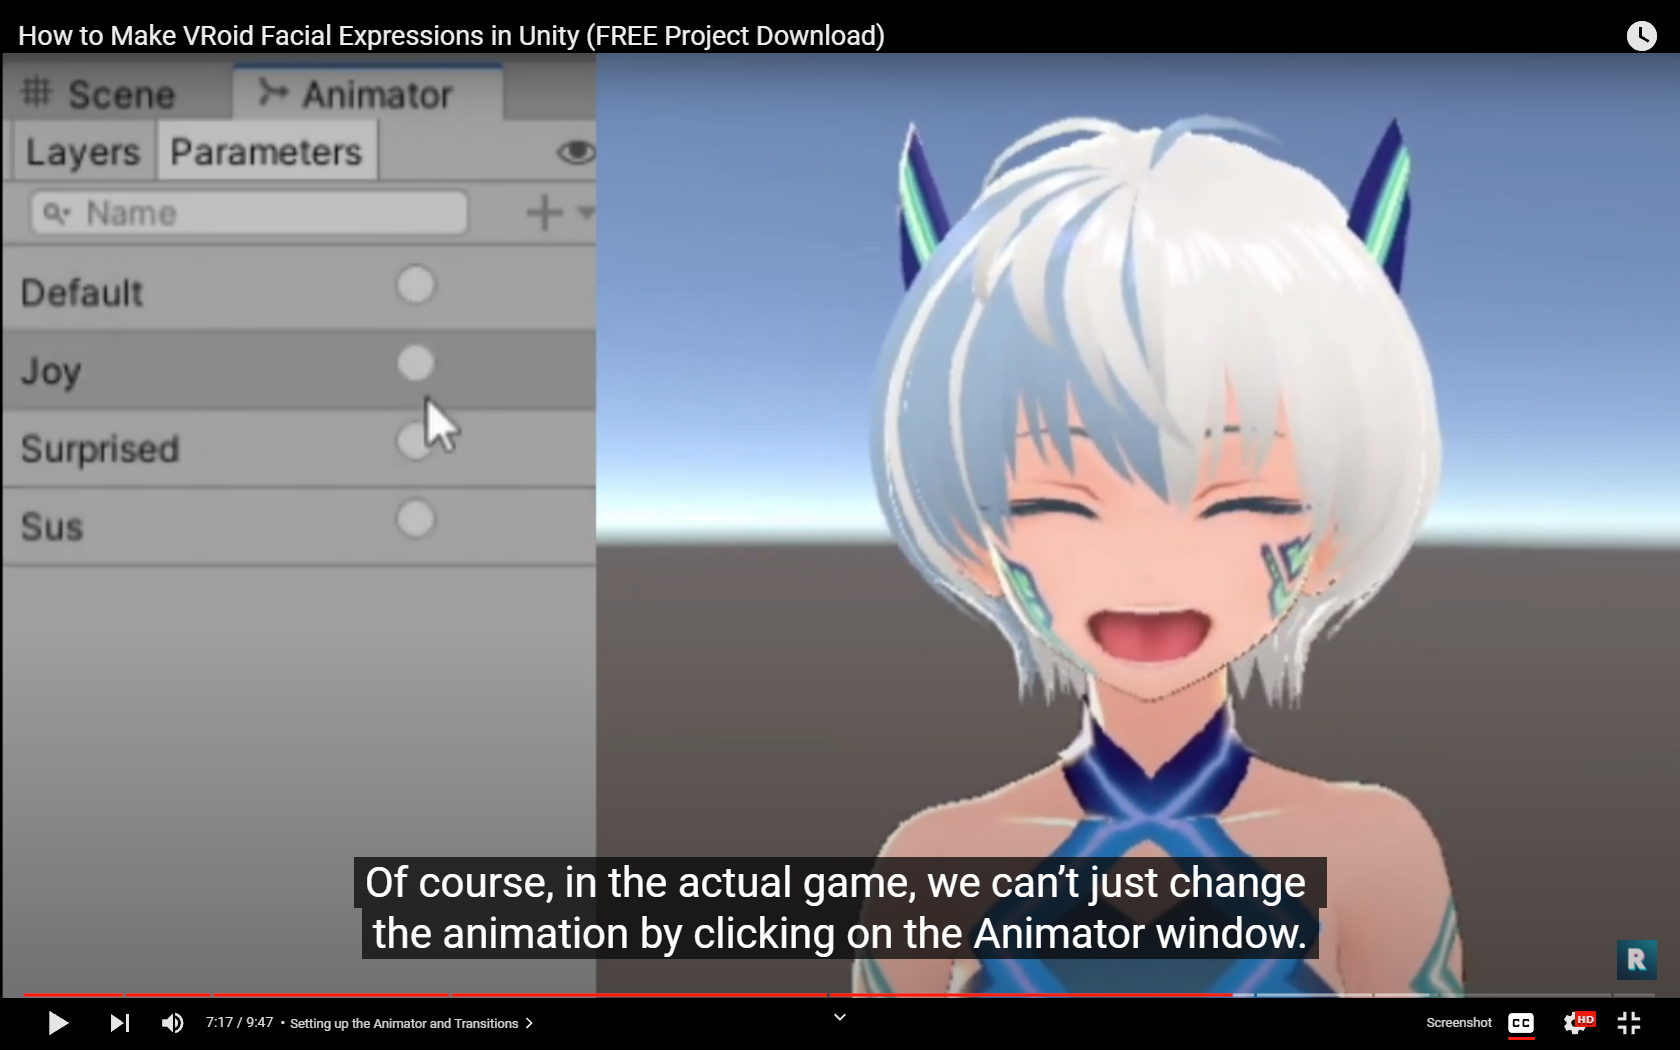 How to Make VRoid Facial Expressions in Unity (FREE Project Download)
Scene
Animator
Layers
Parameters
Name
Default
Joy
Surprised
Sus
Of course, in the actual game, we can’t just change
the animation by clicking on the Animator window.
R
7:17 / 9:47 • Setting up the Animator and Transitions
Screenshot
CC
HD